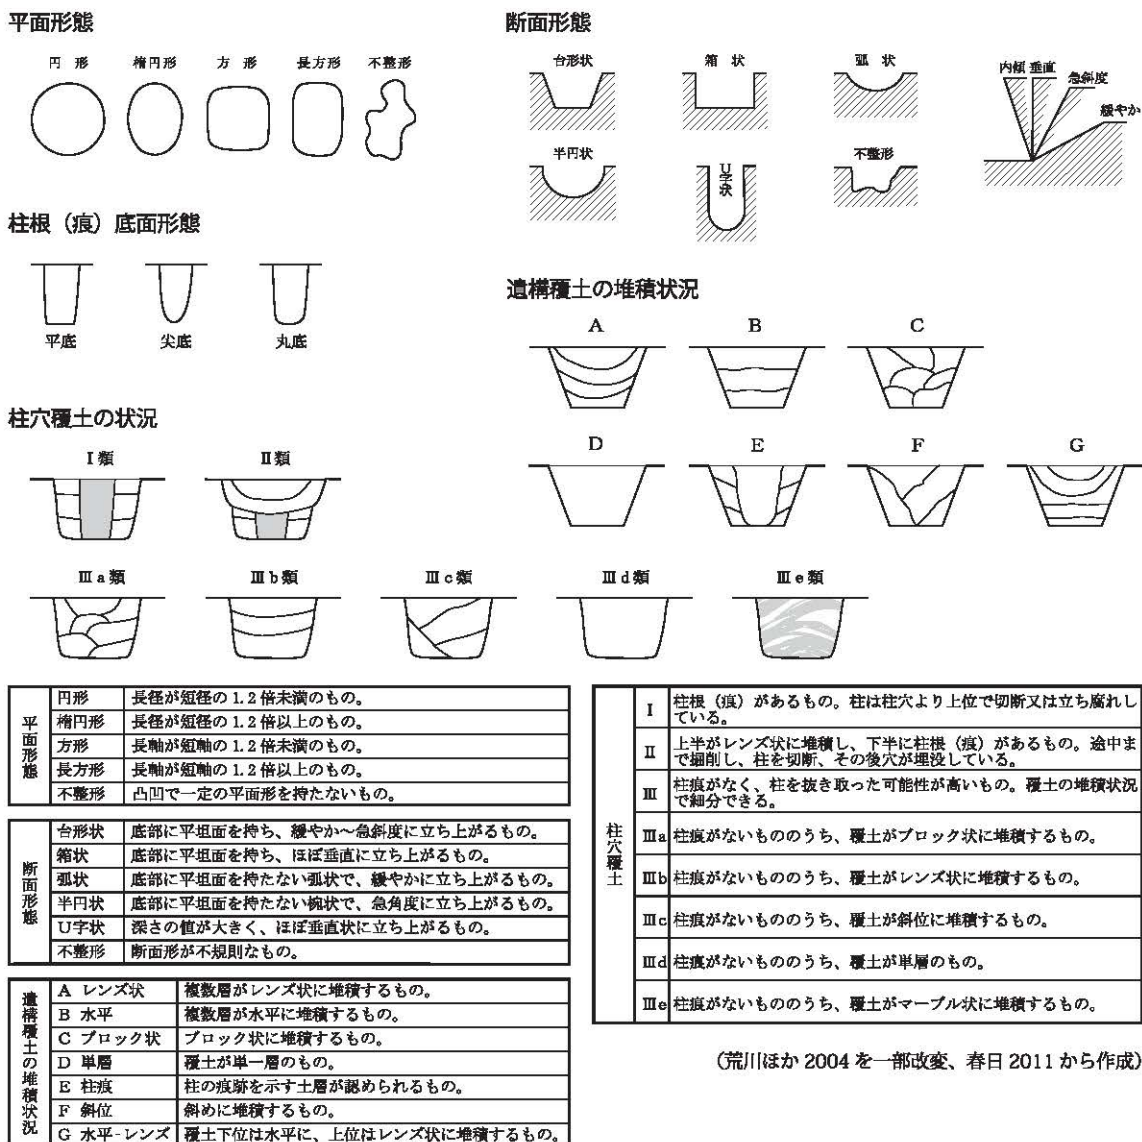 平面形態
円 形 楕円形 方 形 長方形 不整形
柱根（痕）底面形態
平底 尖底 丸底
柱穴覆土の状況
Ⅰ類 Ⅱ類
Ⅲa類 Ⅲb類 Ⅲc類 Ⅲd類 Ⅲe類
断面形態
台形状 箱 状 弧 状
半円状 U字状 不整形
内傾 垂直 急斜度 緩やか
遺構覆土の堆積状況
A B C
D E F G
平面形態
円形 長径が短径の1.2倍未満のもの。
楕円形 長径が短径の1.2倍以上のもの。
方形 長軸が短軸の1.2倍未満のもの。
長方形 長軸が短軸の1.2倍以上のもの。
不整形 凸凹で一定の平面形を持たないもの。
断面形態
台形状 底部に平坦面を持ち、緩やか～急斜度に立ち上がるもの。
箱状 底部に平坦面を持ち、ほぼ垂直に立ち上がるもの。
弧状 底部に平坦面を持たない弧状で、緩やかに立ち上がるもの。
半円状 底部に平坦面を持たない椀状で、急角度に立ち上がるもの。
U字状 深さの値が大きく、ほぼ垂直状に立ち上がるもの。
不整形 断面形が不規則なもの。
遺構覆土の堆積状況
A レンズ状 複数層がレンズ状に堆積するもの。
B 水平 複数層が水平に堆積するもの。
C ブロック状 ブロック状に堆積するもの。
D 単層 覆土が単一層のもの。
E 柱痕 柱の痕跡を示す土層が認められるもの。
F 斜位 斜めに堆積するもの。
G 水平-レンズ 覆土下位は水平に、上位はレンズ状に堆積するもの。
柱穴覆土
Ⅰ 柱根（痕）があるもの。柱は柱穴より上位で切断又は立ち腐れし
ている。
Ⅱ 上半がレンズ状に堆積し、下半に柱根（痕）があるもの。途中ま
で掘削し、柱を切断、その後穴が埋没している。
Ⅲ 柱痕がなく、柱を抜き取った可能性が高いもの。覆土の堆積状況
で細分できる。
Ⅲa 柱痕がないもののうち、覆土がブロック状に堆積するもの。
Ⅲb 柱痕がないもののうち、覆土がレンズ状に堆積するもの。
Ⅲc 柱痕がないもののうち、覆土が斜位に堆積するもの。
Ⅲd 柱痕がないもののうち、覆土が単層のもの。
Ⅲe 柱痕がないもののうち、覆土がマーブル状に堆積するもの。
（荒川ほか 2004 を一部改変、春日 2011 から作成）